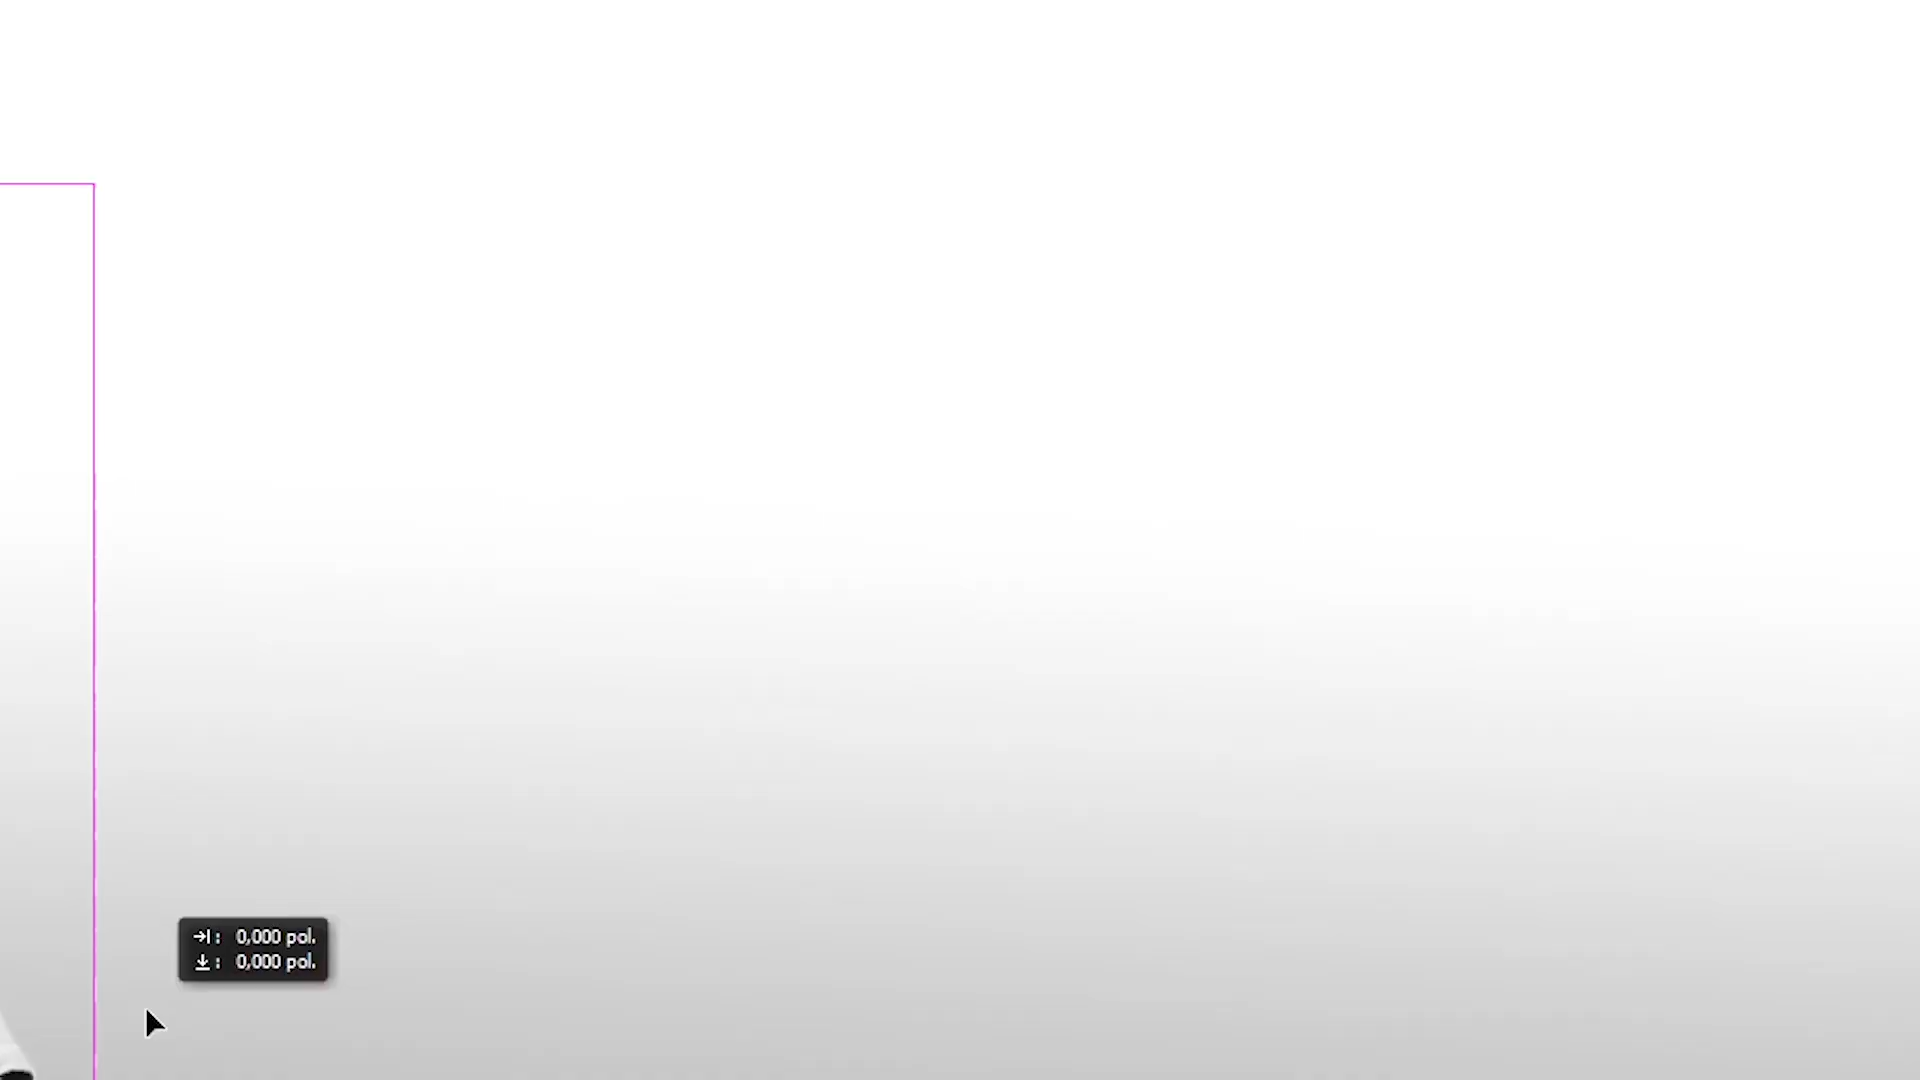 →| : 0,000 pol.
↓ : 0,000 pol.